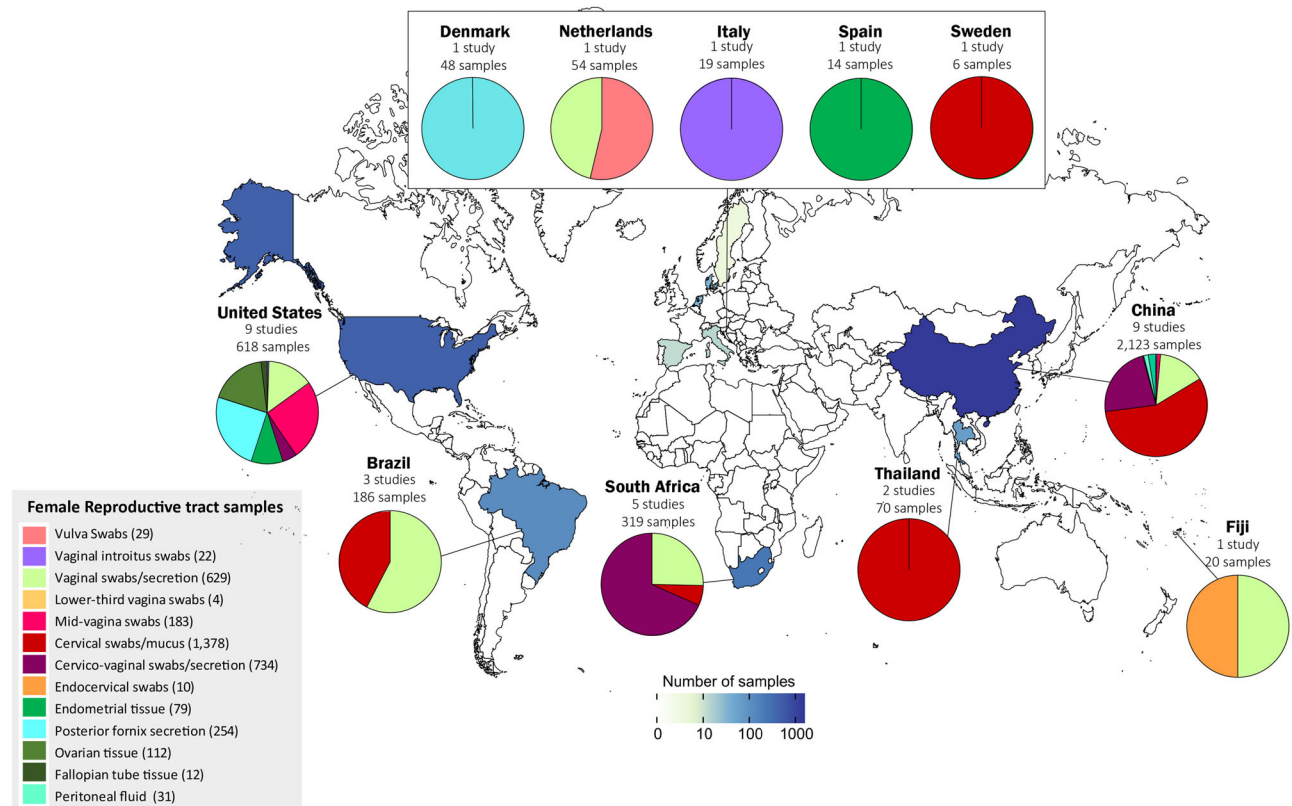 Denmark
1 study
48 samples
Netherlands
1 study
54 samples
Italy
1 study
19 samples
Spain
1 study
14 samples
Sweden
1 study
6 samples
United States
9 studies
618 samples
China
9 studies
2,123 samples
Brazil
3 studies
186 samples
South Africa
5 studies
319 samples
Thailand
2 studies
70 samples
Fiji
1 study
20 samples
Female Reproductive tract samples
Vulva Swabs (29)
Vaginal introitus swabs (22)
Vaginal swabs/secretion (629)
Lower-third vagina swabs (4)
Mid-vagina swabs (183)
Cervical swabs/mucus (1,378)
Cervico-vaginal swabs/secretion (734)
Endocervical swabs (10)
Endometrial tissue (79)
Posterior fornix secretion (254)
Ovarian tissue (112)
Fallopian tube tissue (12)
Peritoneal fluid (31)
Number of samples
0 10 100 1000